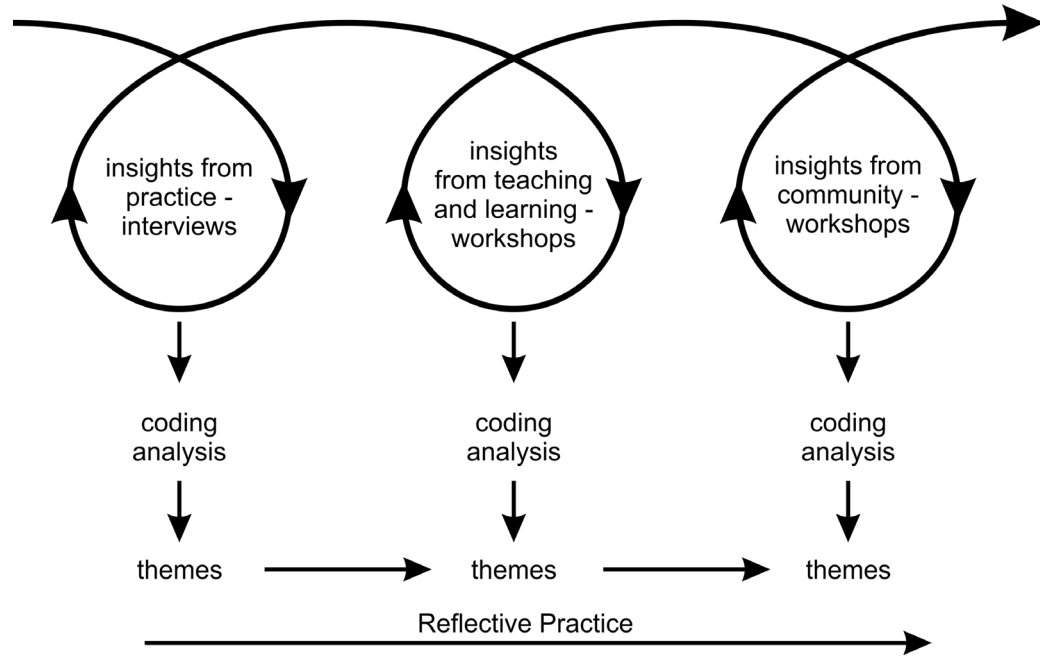 insights from
practice -
interviews
insights
from teaching
and learning -
workshops
insights from
community -
workshops
coding
analysis
coding
analysis
coding
analysis
themes
themes
themes
Reflective Practice